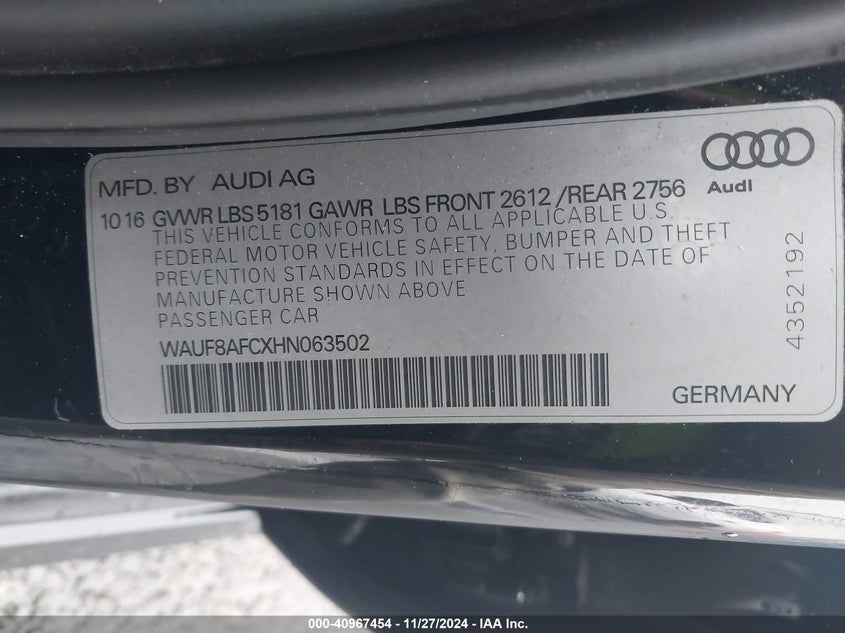 MFD. BY AUDI AG
Audi
10 16 GVWR LBS 5181 GAWR LBS FRONT 2612 /REAR 2756
THIS VEHICLE CONFORMS TO ALL APPLICABLE U.S.
FEDERAL MOTOR VEHICLE SAFETY, BUMPER AND THEFT
PREVENTION STANDARDS IN EFFECT ON THE DATE OF
MANUFACTURE SHOWN ABOVE
PASSENGER CAR
WAUF8AFCXHN063502
4352192
GERMANY
000-40967454 - 11/27/2024 - IAA Inc.